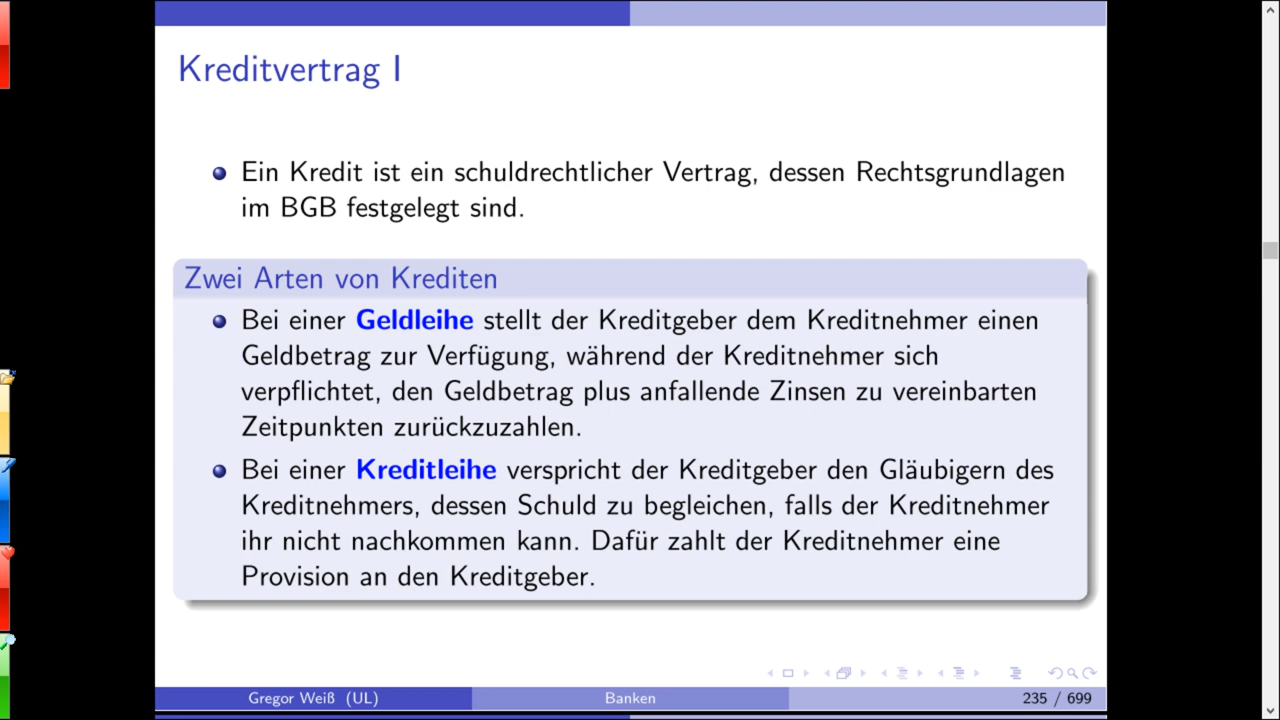 Kreditvertrag I
Ein Kredit ist ein schuldrechtlicher Vertrag, dessen Rechtsgrundlagen
im BGB festgelegt sind.
Zwei Arten von Krediten
Bei einer Geldleihe stellt der Kreditgeber dem Kreditnehmer einen
Geldbetrag zur Verfügung, während der Kreditnehmer sich
verpflichtet, den Geldbetrag plus anfallende Zinsen zu vereinbarten
Zeitpunkten zurückzuzahlen.
Bei einer Kreditleihe verspricht der Kreditgeber den Gläubigern des
Kreditnehmers, dessen Schuld zu begleichen, falls der Kreditnehmer
ihr nicht nachkommen kann. Dafür zahlt der Kreditnehmer eine
Provision an den Kreditgeber.
Gregor Weiß (UL) Banken 235 / 699